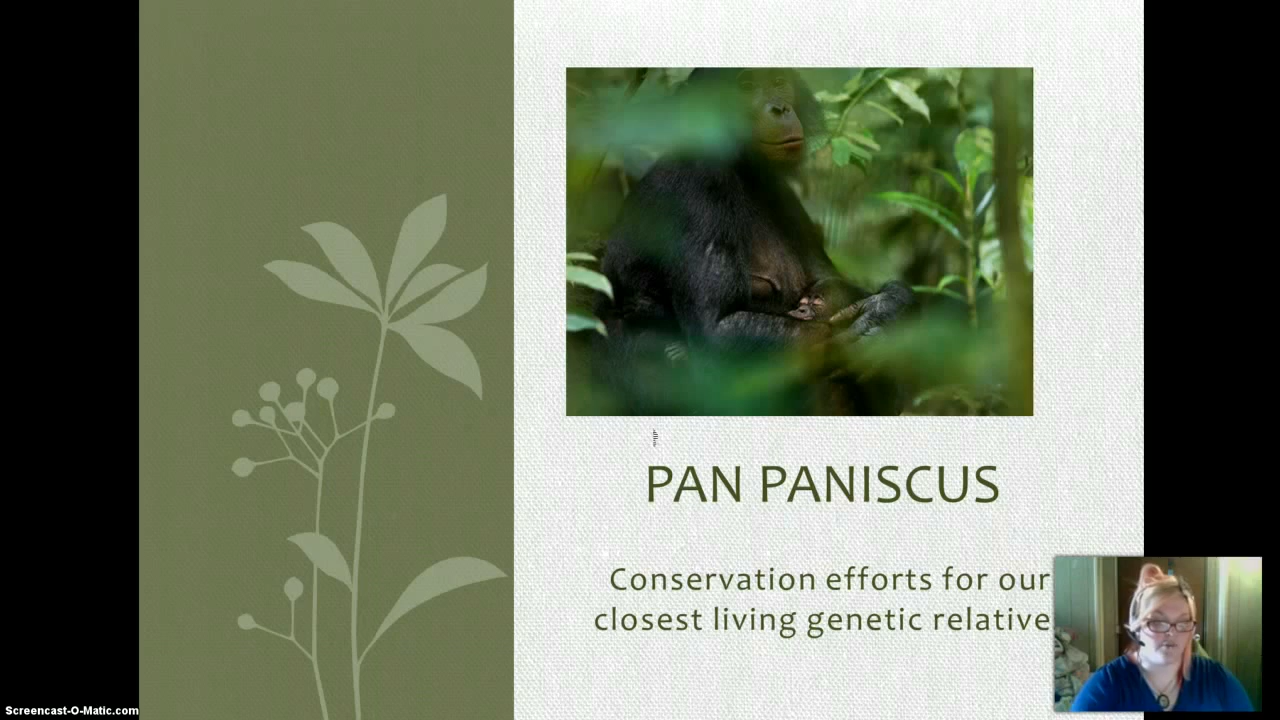 PAN PANISCUS
Conservation efforts for our
closest living genetic relative
Screencast-O-Matic.com